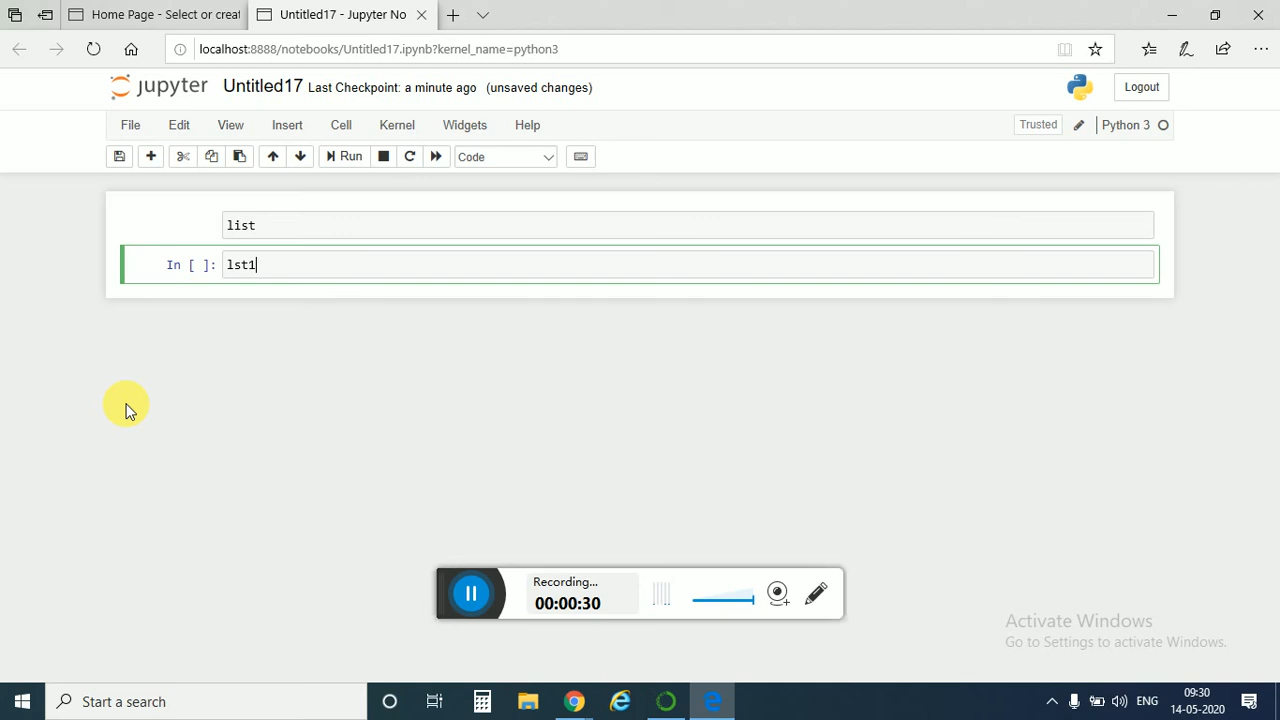 Home Page - Select or creat
Untitled17 - Jupyter No
localhost:8888/notebooks/Untitled17.ipynb?kernel_name=python3
jupyter Untitled17 Last Checkpoint: a minute ago (unsaved changes)
Logout
File Edit View Insert Cell Kernel Widgets Help
Trusted Python 3
Run Code
list
In [ ]: lst1
Recording...
00:00:30
Activate Windows
Go to Settings to activate Windows.
Start a search
ENG
09:30
14-05-2020